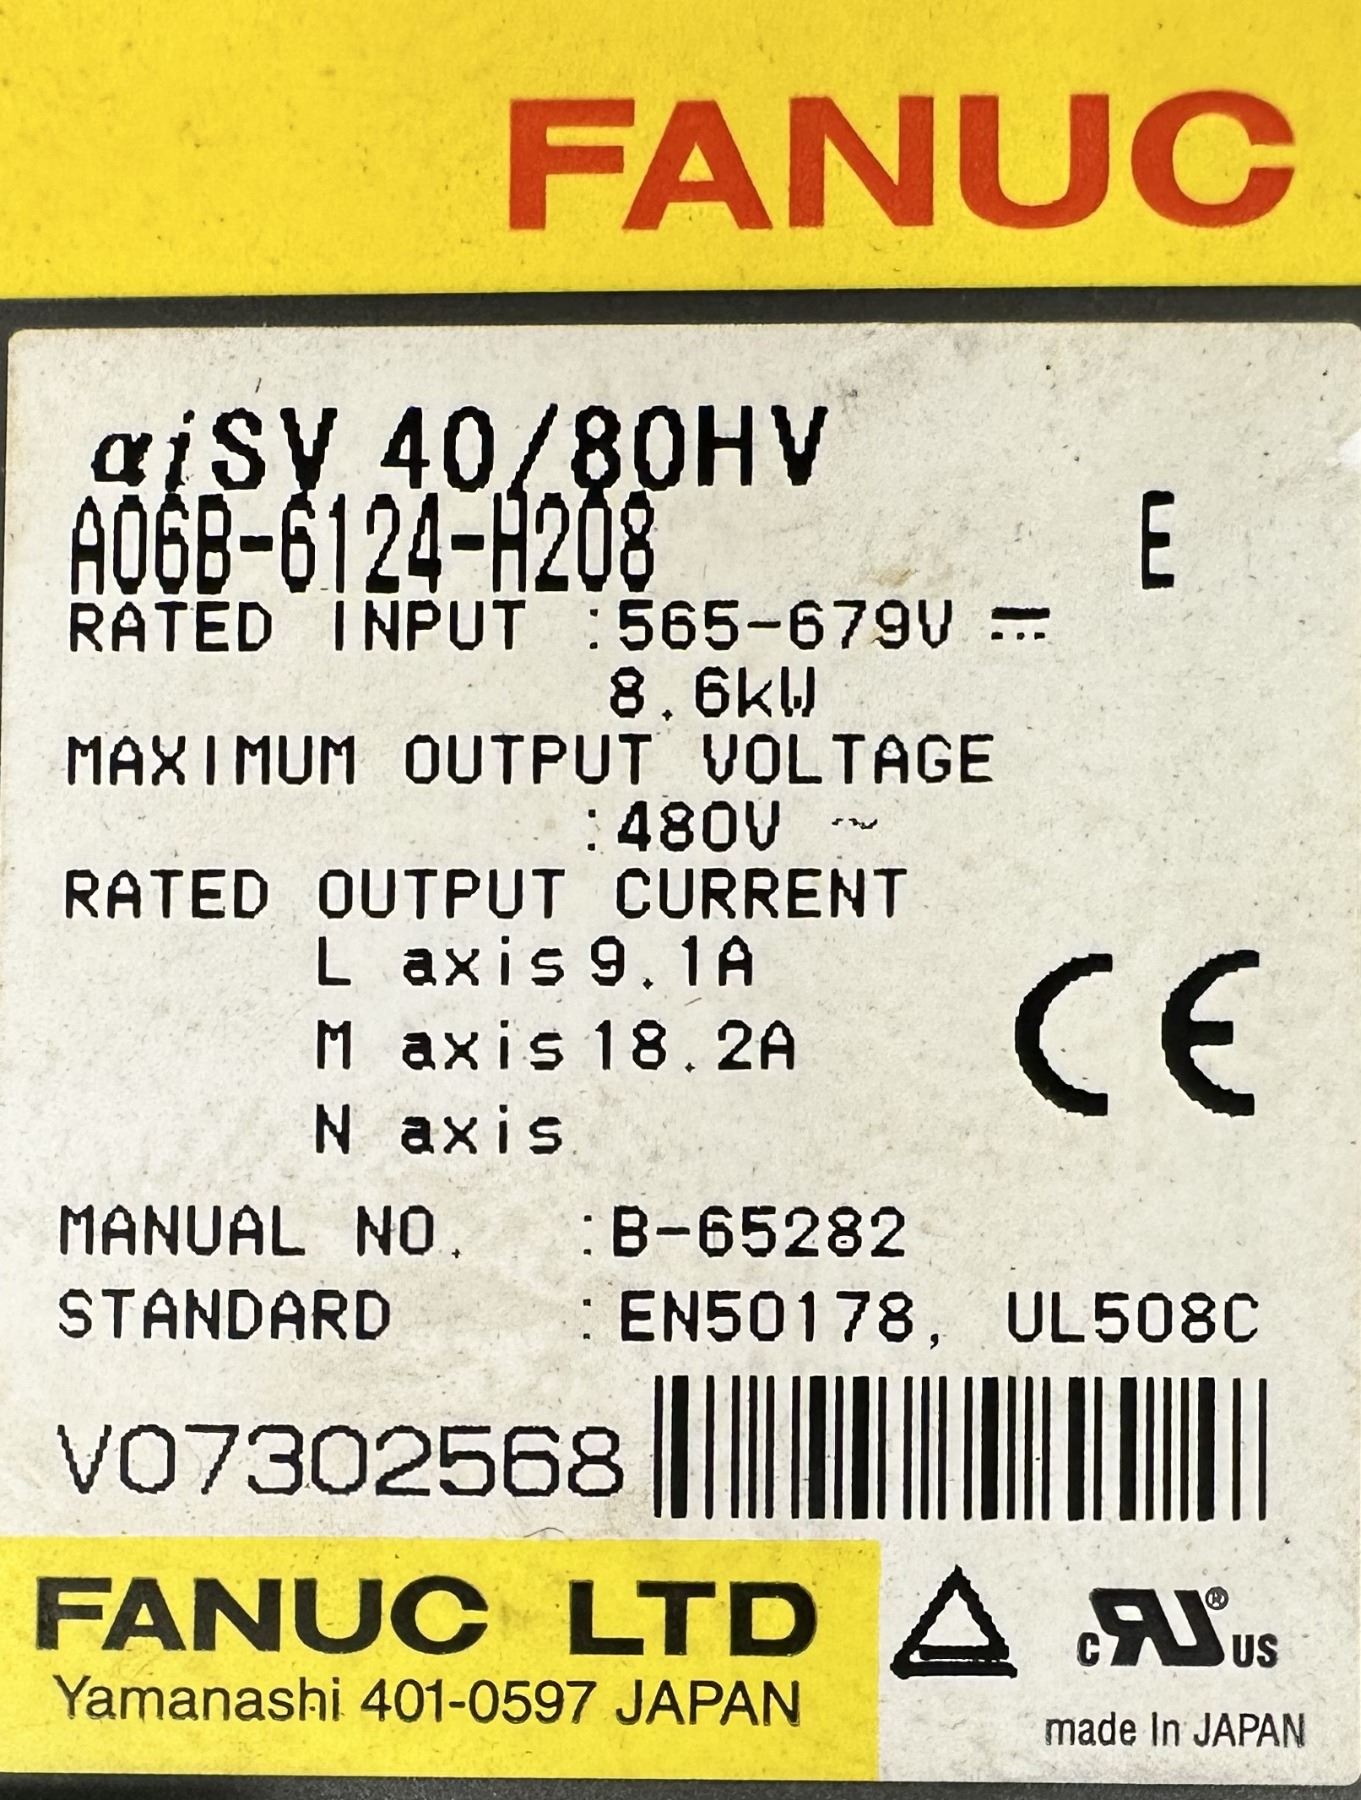 FANUC
αiSV 40/80HV
A06B-6124-H208 E
RATED INPUT :565-679V ⎓
8.6kW
MAXIMUM OUTPUT VOLTAGE
:480V ~
RATED OUTPUT CURRENT
L axis 9.1A
M axis 18.2A
N axis
CE
MANUAL NO. :B-65282
STANDARD :EN50178, UL508C
V07302568
FANUC LTD
Yamanashi 401-0597 JAPAN
c RU ® US
made In JAPAN